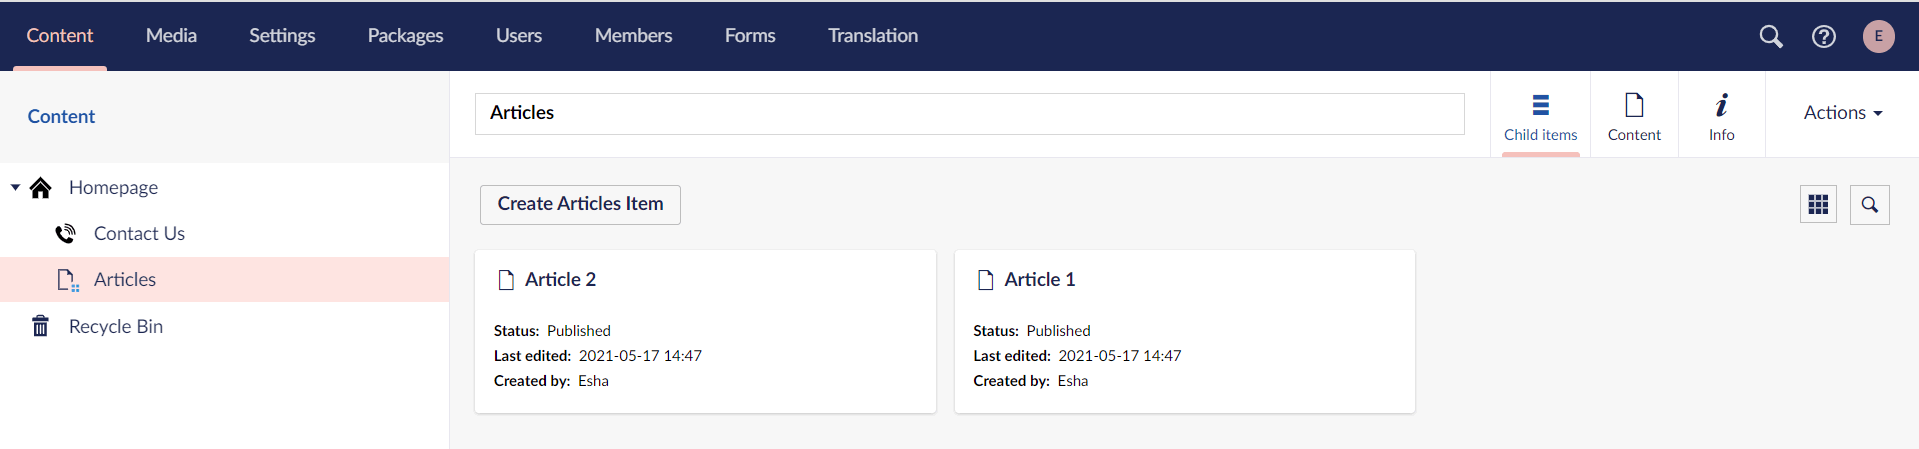 Content Media Settings Packages Users Members Forms Translation E
Content
Homepage
Contact Us
Articles
Recycle Bin
Articles
Child items Content Info Actions
Create Articles Item
Article 2
Status: Published
Last edited: 2021-05-17 14:47
Created by: Esha
Article 1
Status: Published
Last edited: 2021-05-17 14:47
Created by: Esha